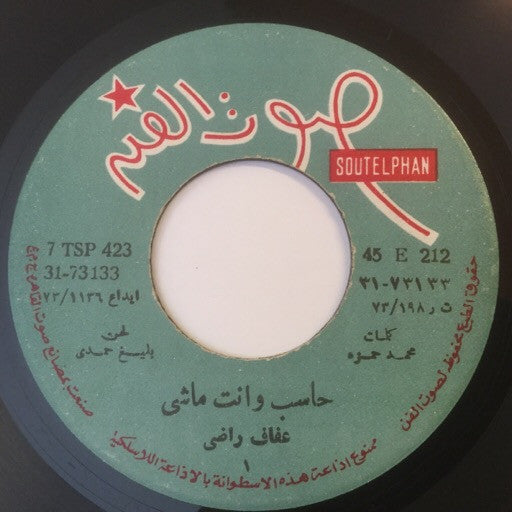 صوت الفن
SOUTELPHAN
7 TSP 423
31-73133
ايداع ٧٣/١١٣٦
45 E 212
٣١-٧٣١٣٣
ت ر ٧٣/١٩٨
لحن
بليغ حمدى
كلمات
محمد حمزه
حاسب وانت ماشى
عفاف راضى
١
صنعت بمصانع صوت القاهرة ج.م.ع
ممنوع اذاعة هذه الاسطوانة بالاذاعة اللاسلكية
حقوق الطبع محفوظة لصوت الفن